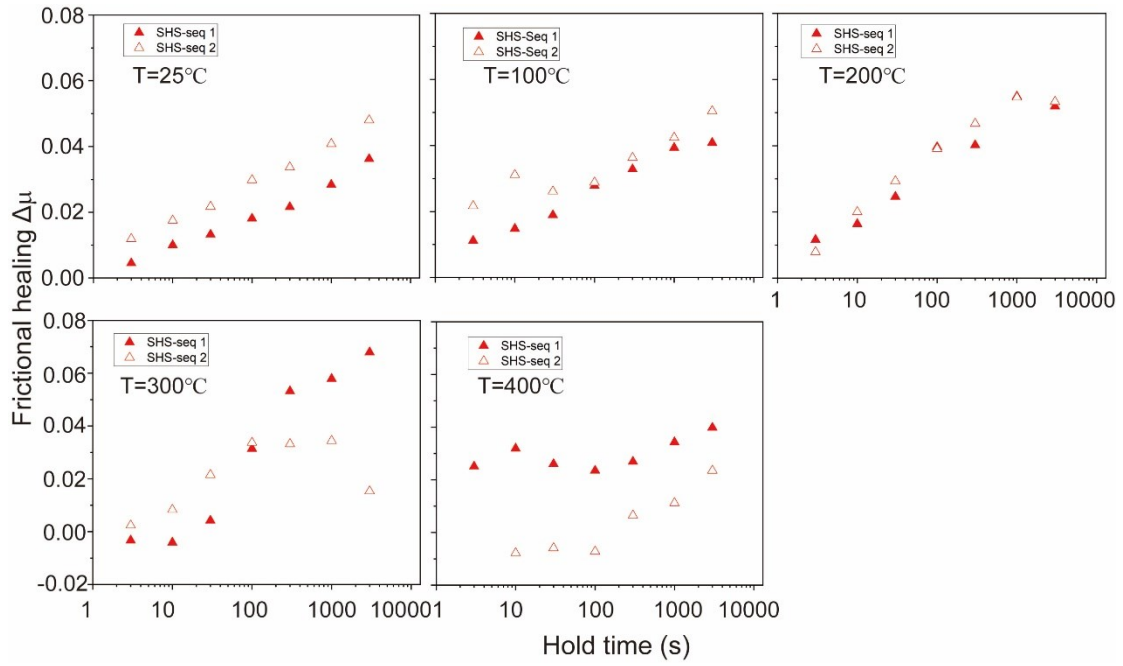 Frictional healing Δμ
0.08
0.06
0.04
0.02
0.00
SHS-seq 1
SHS-seq 2
T=25℃
SHS-Seq 1
SHS-Seq 2
T=100℃
SHS-seq 1
SHS-seq 2
T=200℃
1 10 100 1000 10000
0.08
0.06
0.04
0.02
0.00
-0.02
SHS-seq 1
SHS-seq 2
T=300℃
SHS-seq 1
SHS-seq 2
T=400℃
1 10 100 1000 10000
1 10 100 1000 10000
Hold time (s)